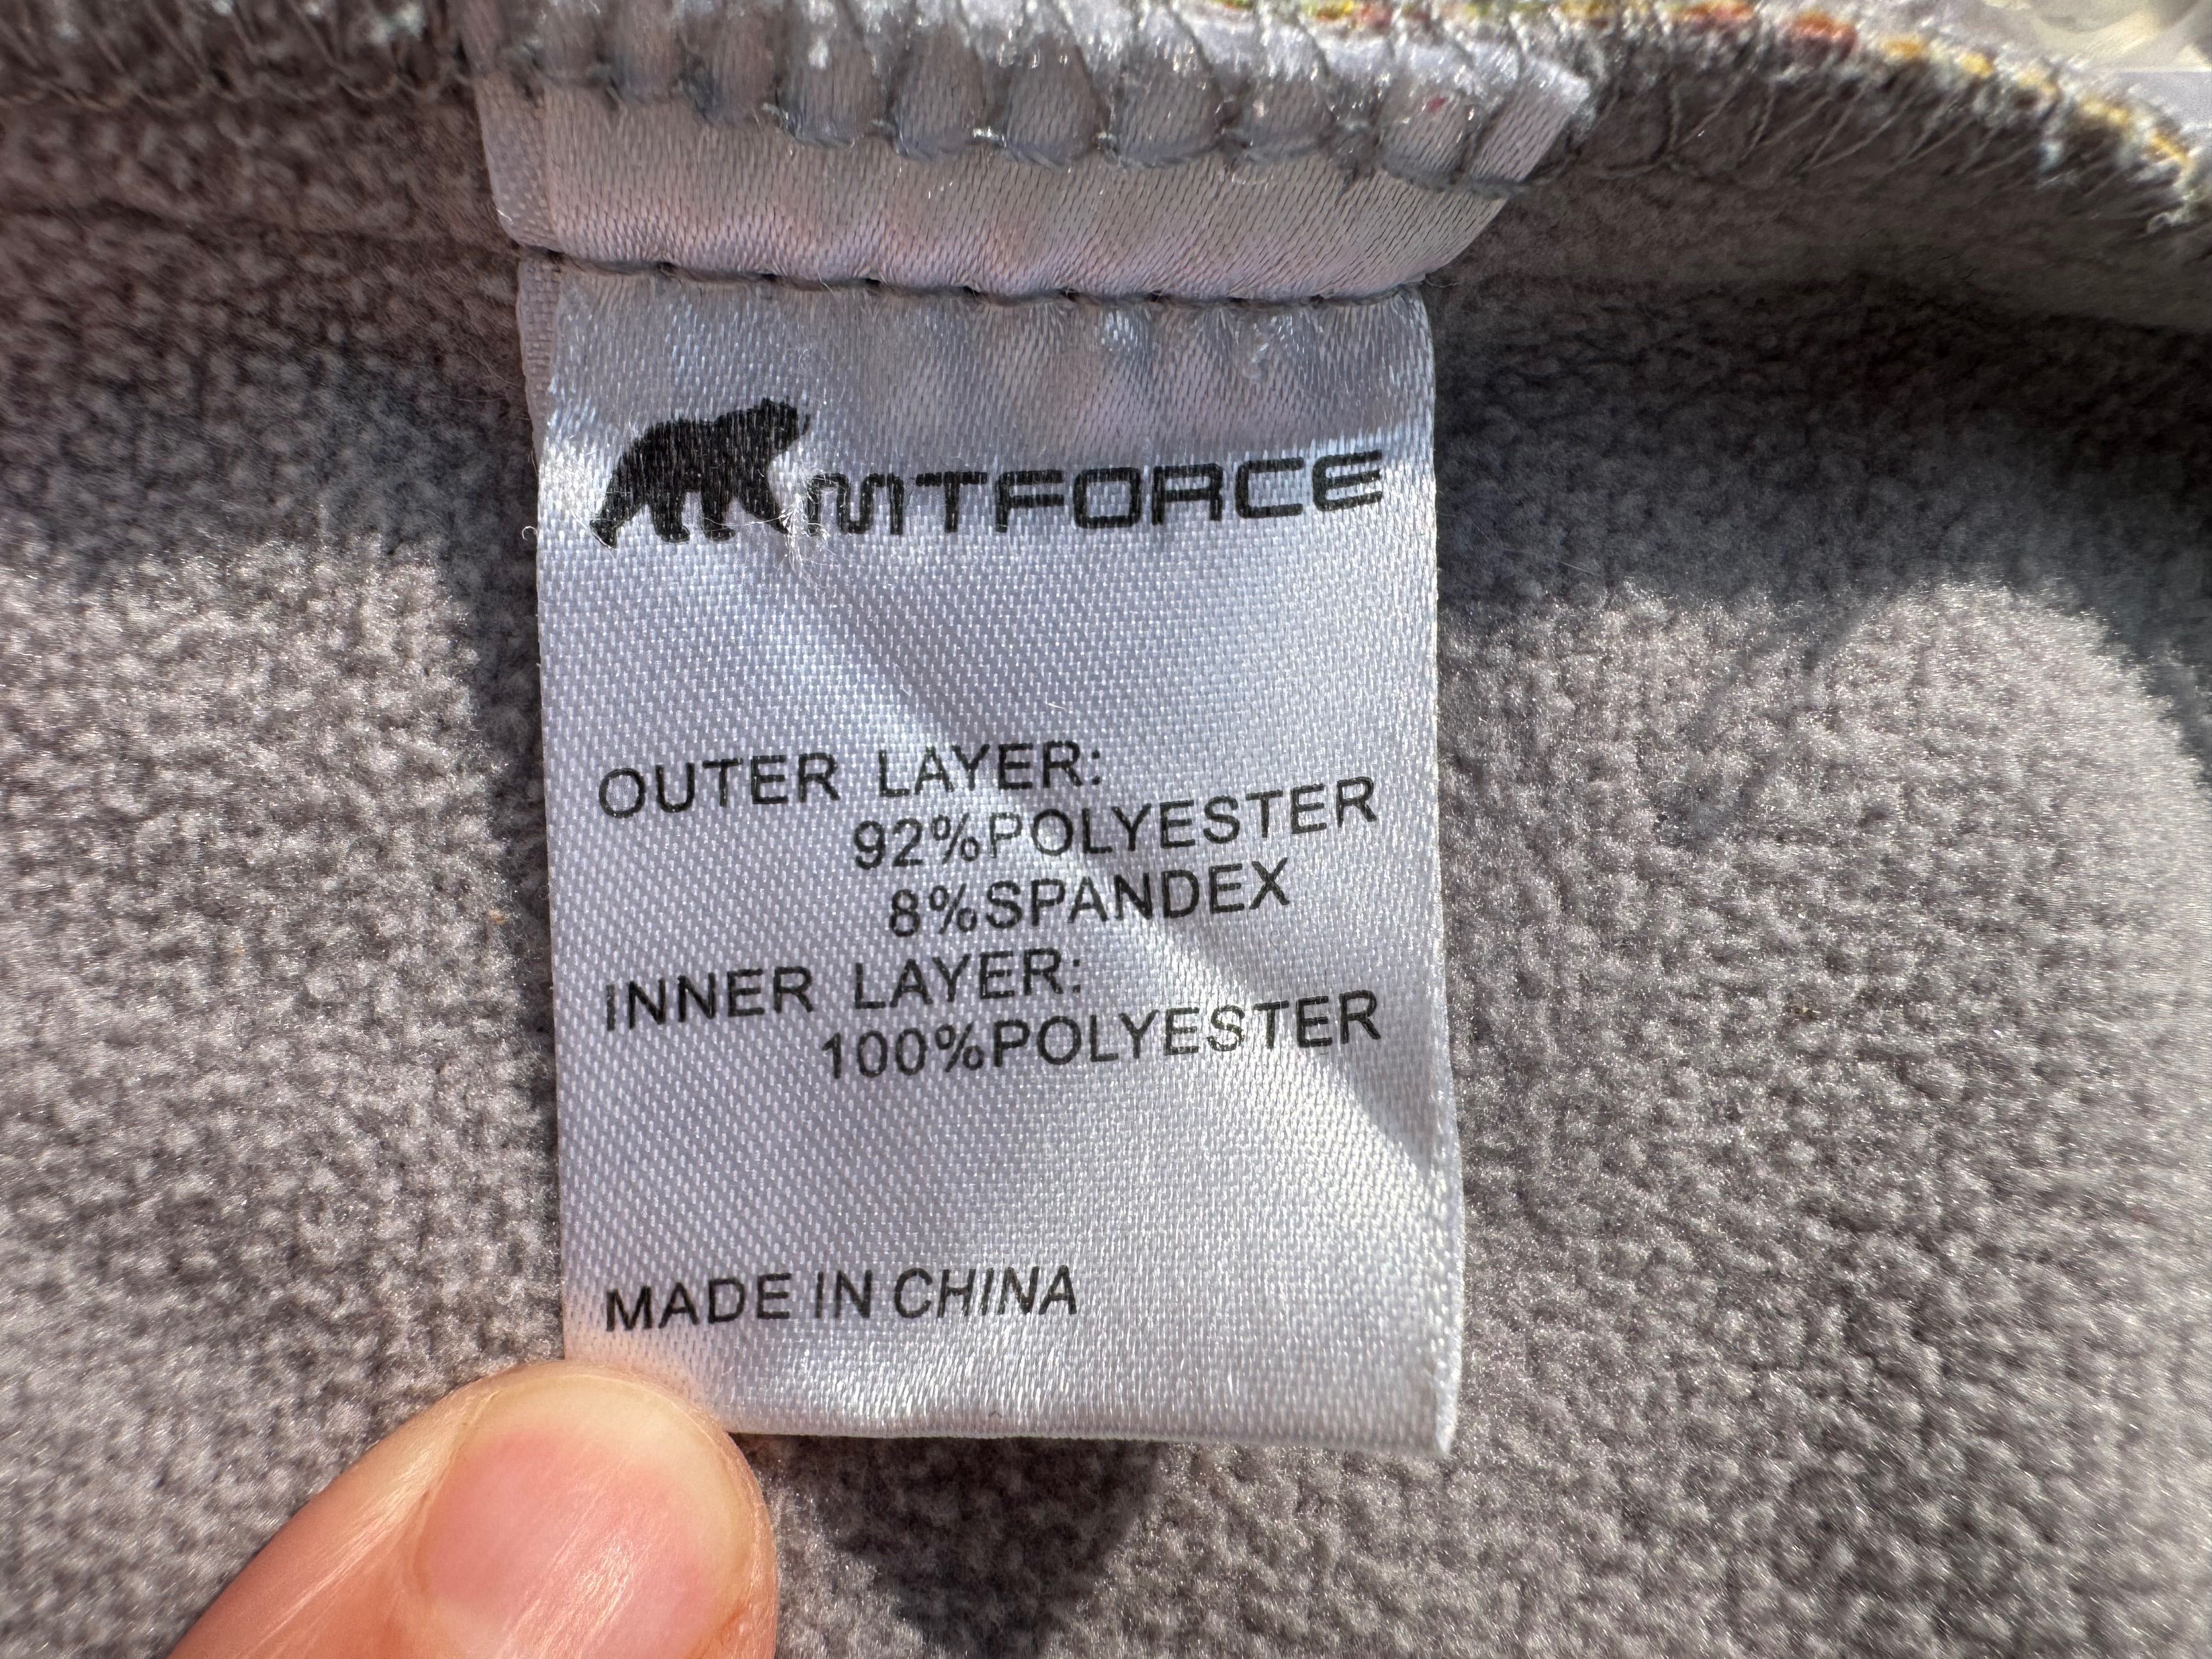 MTFORCE
OUTER LAYER:
92%POLYESTER
8%SPANDEX
INNER LAYER:
100%POLYESTER
MADE IN CHINA